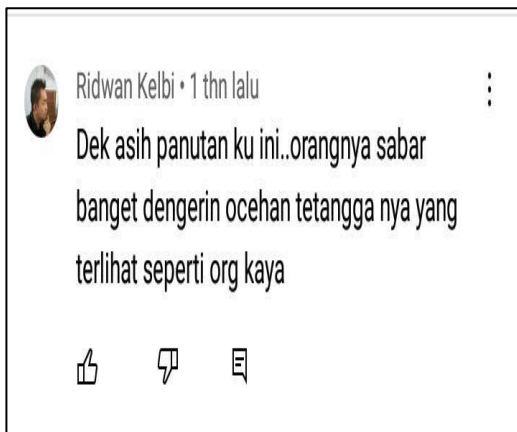 Ridwan Kelbi • 1 thn lalu
Dek asih panutan ku ini..orangnya sabar
banget dengerin ocehan tetangga nya yang
terlihat seperti org kaya